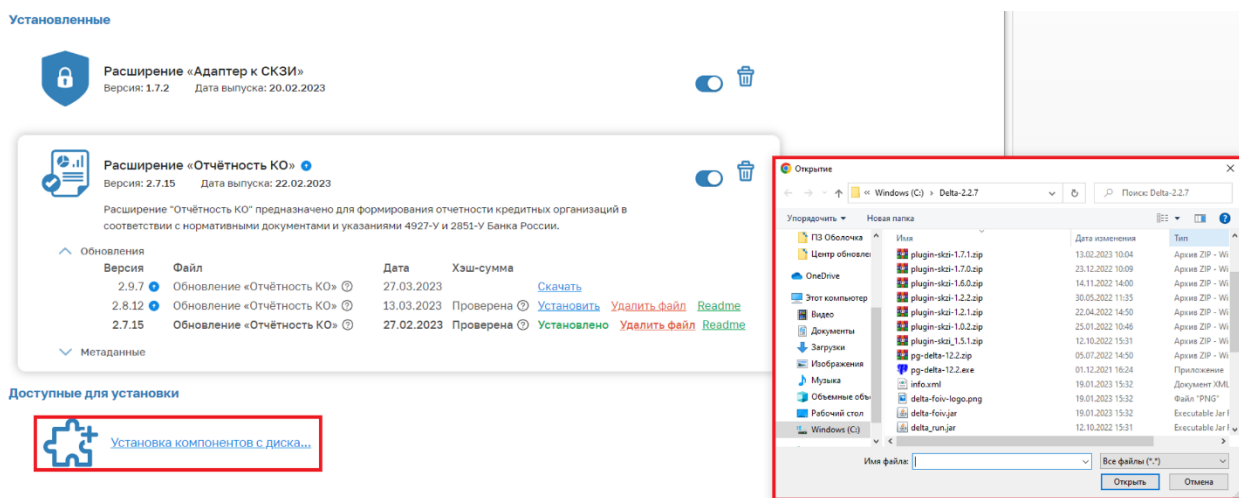 Установленные
Расширение «Адаптер к СКЗИ»
Версия: 1.7.2 Дата выпуска: 20.02.2023
Расширение «Отчётность КО»
Версия: 2.7.15 Дата выпуска: 22.02.2023
Расширение "Отчётность КО" предназначено для формирования отчетности кредитных организаций в
соответствии с нормативными документами и указаниями 4927-У и 2851-У Банка России.
Обновления
Версия Файл Дата Хэш-сумма
2.9.7 Обновление «Отчётность КО» 27.03.2023 Скачать
2.8.12 Обновление «Отчётность КО» 13.03.2023 Проверена Установить Удалить файл Readme
2.7.15 Обновление «Отчётность КО» 27.02.2023 Проверена Установлено Удалить файл Readme
Метаданные
Доступные для установки
Установка компонентов с диска...
Открытие
« Windows (C:) › Delta-2.2.7 Поиск: Delta-2.2.7
Упорядочить Новая папка
ПЗ Оболочка
Центр обновле
OneDrive
Этот компьютер
Видео
Документы
Загрузки
Изображения
Музыка
Объемные объ
Рабочий стол
Windows (C:)
Имя Дата изменения Тип
plugin-skzi-1.7.1.zip 13.02.2023 10:04 Архив ZIP - Wi
plugin-skzi-1.7.0.zip 23.12.2022 10:09 Архив ZIP - Wi
plugin-skzi-1.6.0.zip 14.11.2022 14:00 Архив ZIP - Wi
plugin-skzi-1.2.2.zip 30.05.2022 11:35 Архив ZIP - Wi
plugin-skzi-1.2.1.zip 22.04.2022 14:50 Архив ZIP - Wi
plugin-skzi-1.0.2.zip 25.01.2022 10:46 Архив ZIP - Wi
plugin-skzi_1.5.1.zip 12.10.2022 15:31 Архив ZIP - Wi
pg-delta-12.2.zip 05.07.2022 14:50 Архив ZIP - Wi
pg-delta-12.2.exe 01.12.2021 16:24 Приложение
info.xml 19.01.2023 15:32 Документ XML
delta-foiv-logo.png 19.01.2023 15:32 Файл "PNG"
delta-foiv.jar 19.01.2023 15:32 Executable Jar F
delta_run.jar 12.10.2022 15:31 Executable Jar F
Имя файла: Все файлы (*.*)
Открыть Отмена